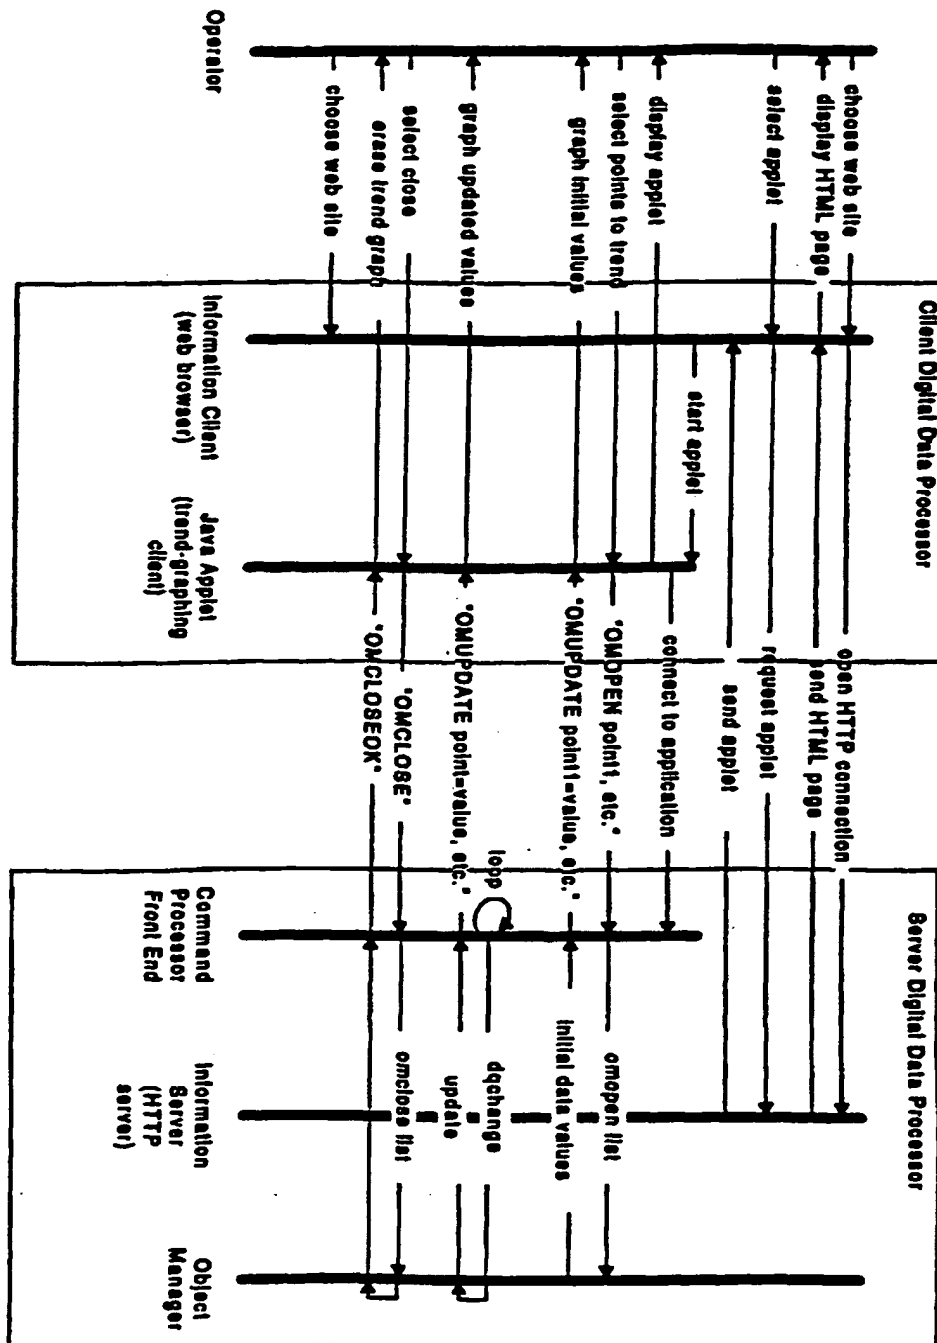 Client Digital Data Processor
Server Digital Data Processor
choose web site
open HTTP connection
display HTML page
send HTML page
select applet
request applet
send applet
start applet
connect to application
display applet
select points to trend
"OMOPEN point1, etc."
omopen list
graph initial values
"OMUPDATE point1=value, etc."
initial data values
loop
dqchange
graph updated values
"OMUPDATE point=value, etc."
update
select close
"OMCLOSE"
omclose list
erase trend graph
"OMCLOSEOK"
choose web site
Operator
Information Client
(web browser)
Java Applet
(trend-graphing
client)
Command
Processor
Front End
Information
Server
(HTTP
server)
Object
Manager